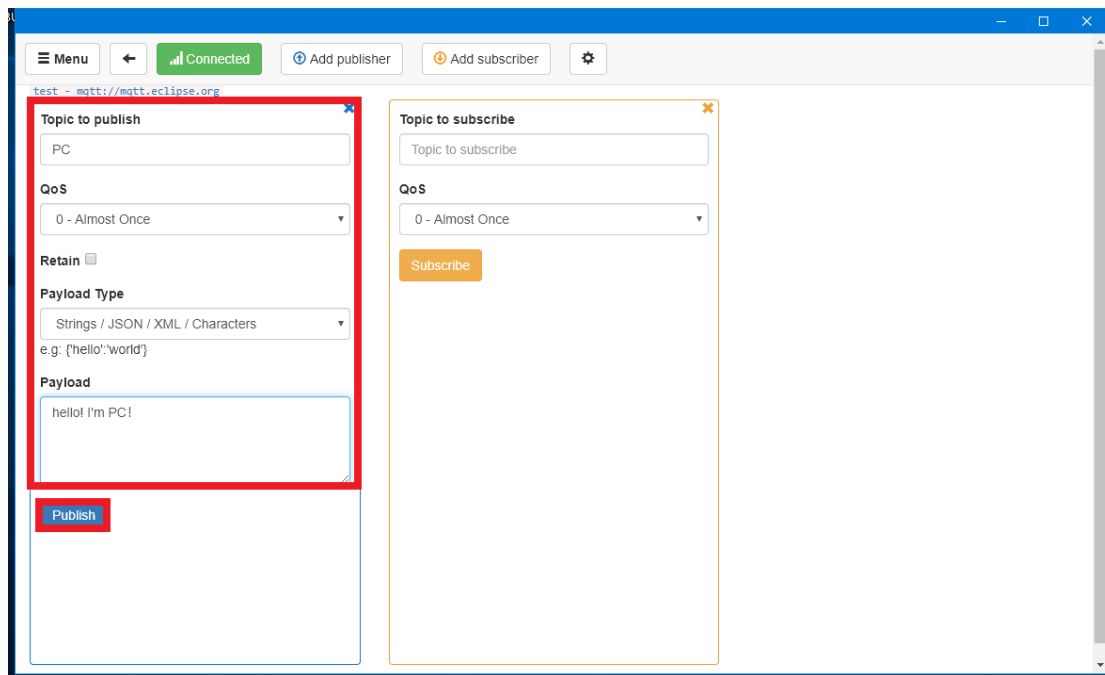 Menu
Connected
Add publisher
Add subscriber
test - mqtt://mqtt.eclipse.org
Topic to publish
PC
QoS
0 - Almost Once
Retain
Payload Type
Strings / JSON / XML / Characters
e.g: {'hello':'world'}
Payload
hello! I'm PC!
Publish
Topic to subscribe
Topic to subscribe
QoS
0 - Almost Once
Subscribe